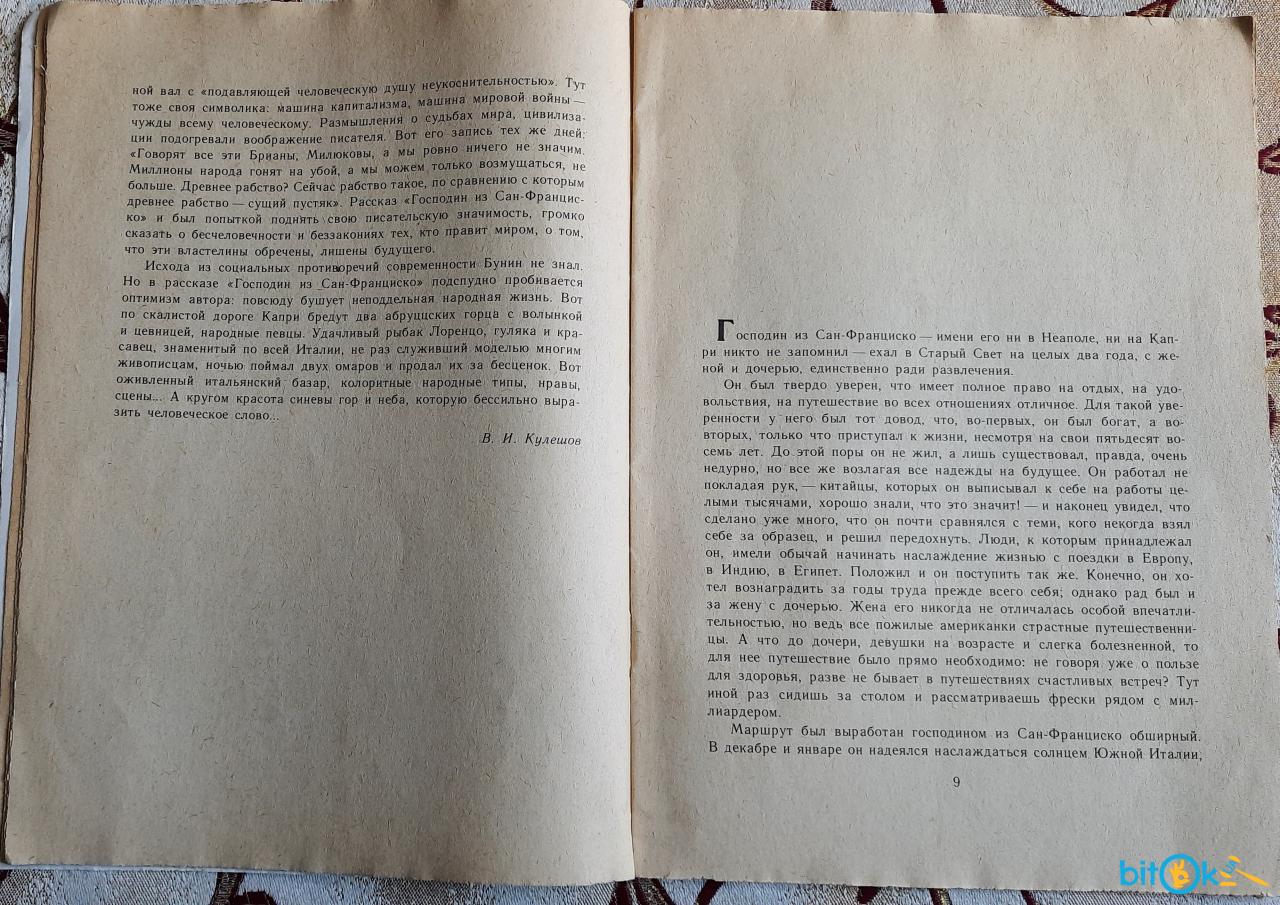 ной вал с «подавляющей человеческую душу неукоснительностью». Тут
тоже своя символика: машина капитализма, машина мировой войны —
чужды всему человеческому. Размышления о судьбах мира, цивилиза-
ции подогревали воображение писателя. Вот его запись тех же дней:
«Говорят все эти Брианы, Милюковы, а мы ровно ничего не значим.
Миллионы народа гонят на убой, а мы можем только возмущаться, не
больше. Древнее рабство? Сейчас рабство такое, по сравнению с которым
древнее рабство — сущий пустяк». Рассказ «Господин из Сан-Францис-
ко» и был попыткой поднять свою писательскую значимость, громко
сказать о бесчеловечности и беззакониях тех, кто правит миром, о том,
что эти властелины обречены, лишены будущего.
Исхода из социальных противоречий современности Бунин не знал.
Но в рассказе «Господин из Сан-Франциско» подспудно пробивается
оптимизм автора: повсюду бушует неподдельная народная жизнь. Вот
по скалистой дороге Капри бредут два абруццских горца с волынкой
и цевницей, народные певцы. Удачливый рыбак Лоренцо, гуляка и кра-
савец, знаменитый по всей Италии, не раз служивший моделью многим
живописцам, ночью поймал двух омаров и продал их за бесценок. Вот
оживленный итальянский базар, колоритные народные типы, нравы,
сцены... А кругом красота синевы гор и неба, которую бессильно выра-
зить человеческое слово...
В. И. Кулешов
Господин из Сан-Франциско — имени его ни в Неаполе, ни на Кап-
ри никто не запомнил — ехал в Старый Свет на целых два года, с же-
ной и дочерью, единственно ради развлечения.
Он был твердо уверен, что имеет полное право на отдых, на удо-
вольствия, на путешествие во всех отношениях отличное. Для такой уве-
ренности у него был тот довод, что, во-первых, он был богат, а во-
вторых, только что приступал к жизни, несмотря на свои пятьдесят во-
семь лет. До этой поры он не жил, а лишь существовал, правда, очень
недурно, но все же возлагая все надежды на будущее. Он работал не
покладая рук, — китайцы, которых он выписывал к себе на работы це-
лыми тысячами, хорошо знали, что это значит! — и наконец увидел, что
сделано уже много, что он почти сравнялся с теми, кого некогда взял
себе за образец, и решил передохнуть. Люди, к которым принадлежал
он, имели обычай начинать наслаждение жизнью с поездки в Европу,
в Индию, в Египет. Положил и он поступить так же. Конечно, он хо-
тел вознаградить за годы труда прежде всего себя; однако рад был и
за жену с дочерью. Жена его никогда не отличалась особой впечатли-
тельностью, но ведь все пожилые американки страстные путешественни-
цы. А что до дочери, девушки на возрасте и слегка болезненной, то
для нее путешествие было прямо необходимо: не говоря уже о пользе
для здоровья, разве не бывает в путешествиях счастливых встреч? Тут
иной раз сидишь за столом и рассматриваешь фрески рядом с мил-
лиардером.
Маршрут был выработан господином из Сан-Франциско обширный.
В декабре и январе он надеялся наслаждаться солнцем Южной Италии,
9
bitOk